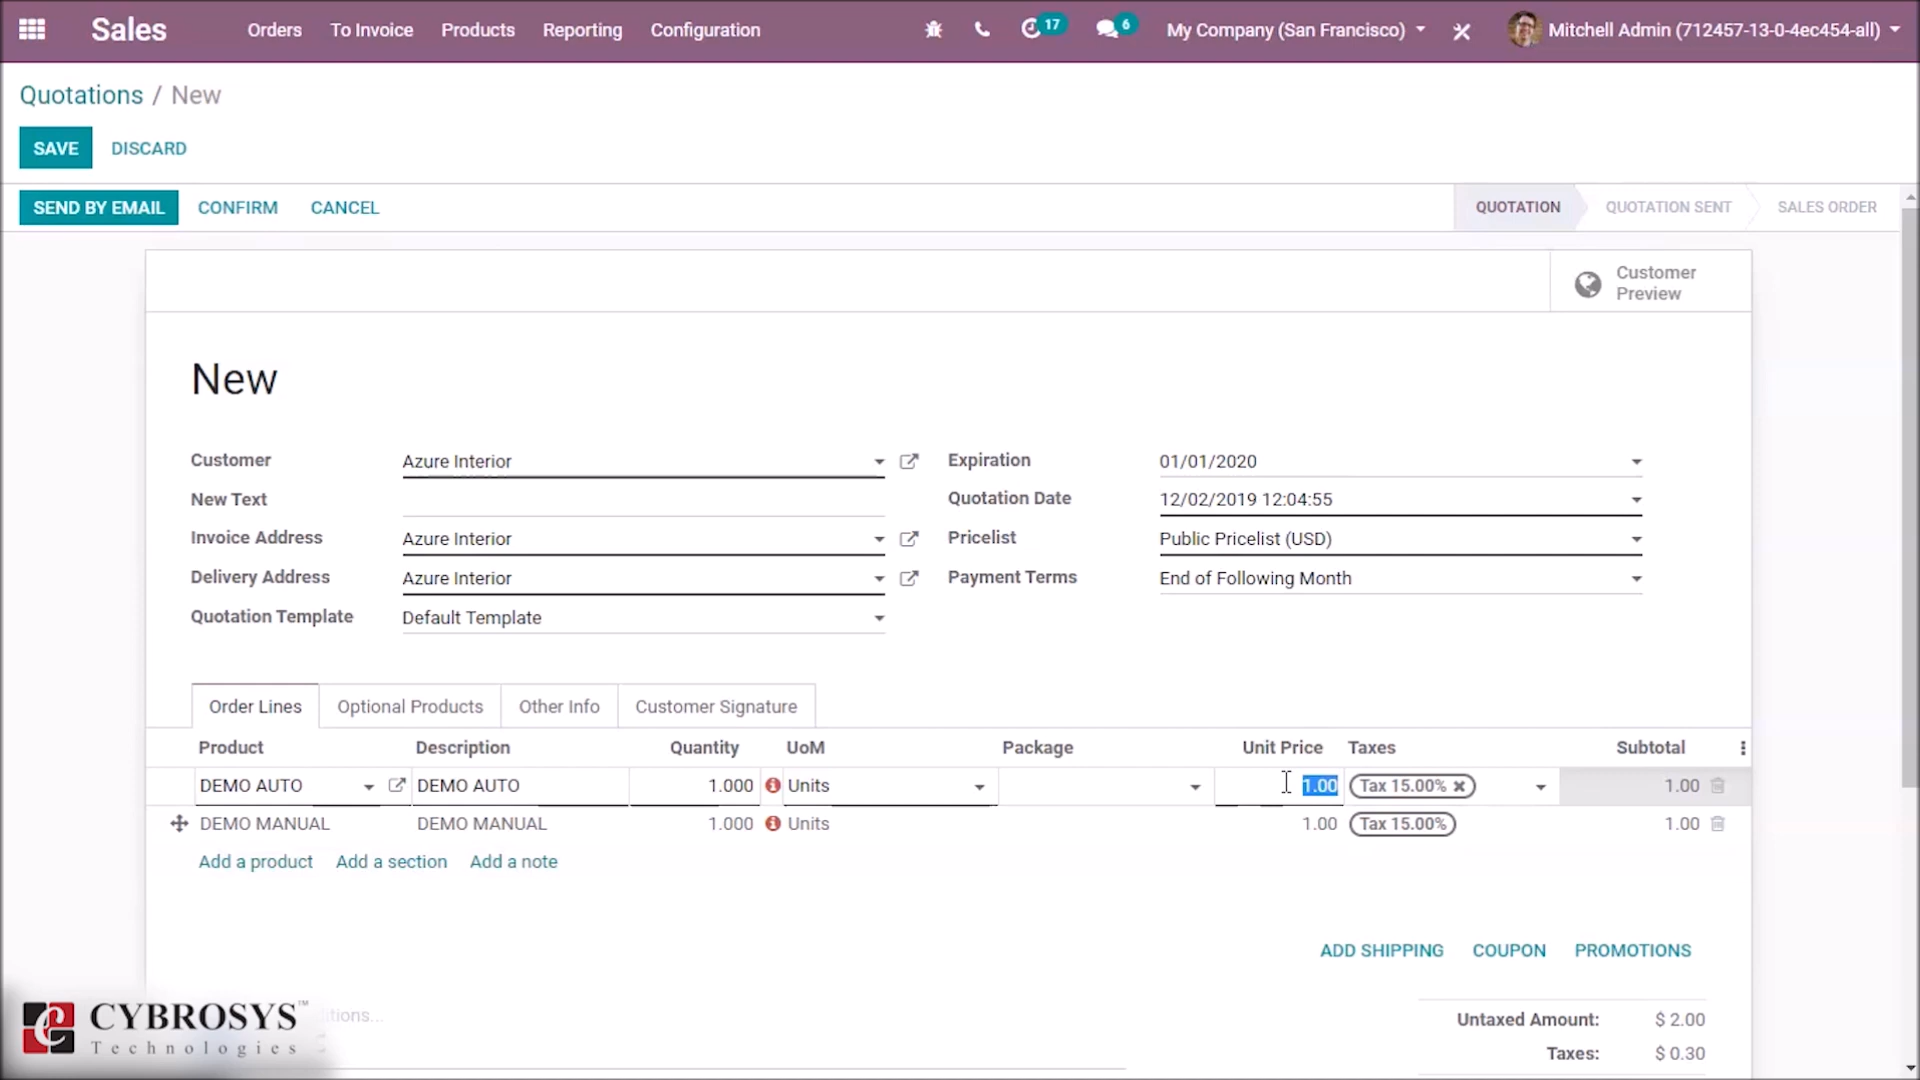 Sales Orders To Invoice Products Reporting Configuration 17 6 My Company (San Francisco) Mitchell Admin (712457-13-0-4ec454-all)
Quotations / New
SAVE DISCARD
SEND BY EMAIL CONFIRM CANCEL QUOTATION QUOTATION SENT SALES ORDER
Customer
Preview
New
Customer Azure Interior Expiration 01/01/2020
New Text Quotation Date 12/02/2019 12:04:55
Invoice Address Azure Interior Pricelist Public Pricelist (USD)
Delivery Address Azure Interior Payment Terms End of Following Month
Quotation Template Default Template
Order Lines Optional Products Other Info Customer Signature
Product Description Quantity UoM Package Unit Price Taxes Subtotal
DEMO AUTO DEMO AUTO 1.000 Units 1.00 Tax 15.00% 1.00
DEMO MANUAL DEMO MANUAL 1.000 Units 1.00 Tax 15.00% 1.00
Add a product Add a section Add a note
ADD SHIPPING COUPON PROMOTIONS
CYBROSYS™
Technologies
Untaxed Amount: $ 2.00
Taxes: $ 0.30